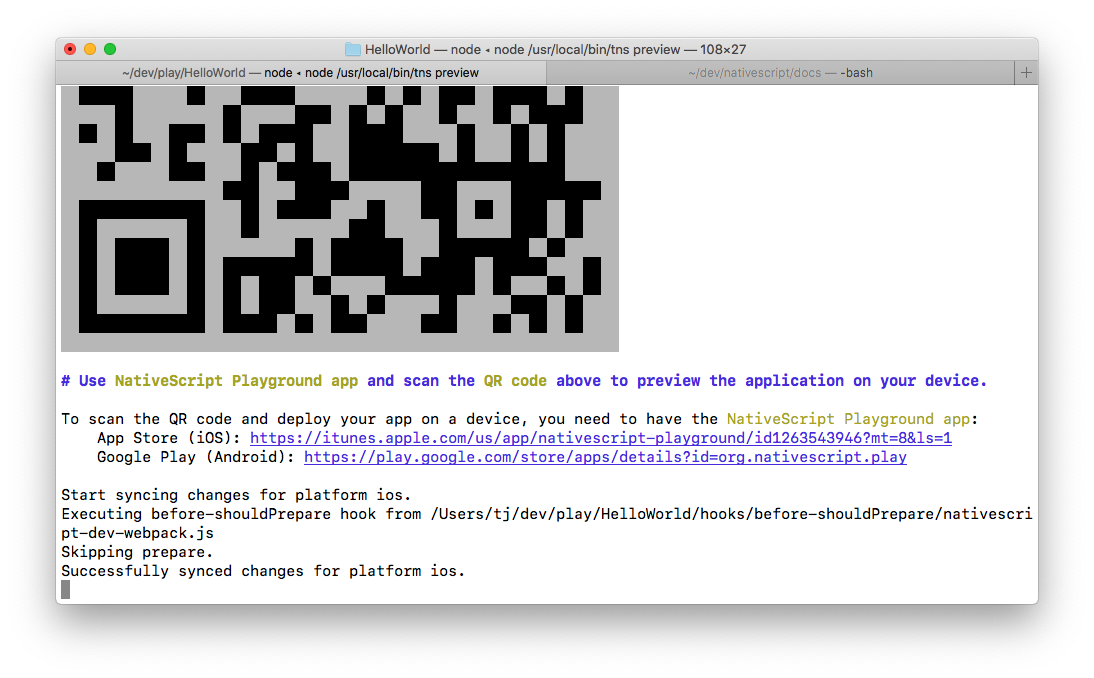 HelloWorld — node ◂ node /usr/local/bin/tns preview — 108×27
~/dev/play/HelloWorld — node ◂ node /usr/local/bin/tns preview
~/dev/nativescript/docs — -bash
# Use NativeScript Playground app and scan the QR code above to preview the application on your device.
To scan the QR code and deploy your app on a device, you need to have the NativeScript Playground app:
App Store (iOS): https://itunes.apple.com/us/app/nativescript-playground/id1263543946?mt=8&ls=1
Google Play (Android): https://play.google.com/store/apps/details?id=org.nativescript.play
Start syncing changes for platform ios.
Executing before-shouldPrepare hook from /Users/tj/dev/play/HelloWorld/hooks/before-shouldPrepare/nativescri
pt-dev-webpack.js
Skipping prepare.
Successfully synced changes for platform ios.